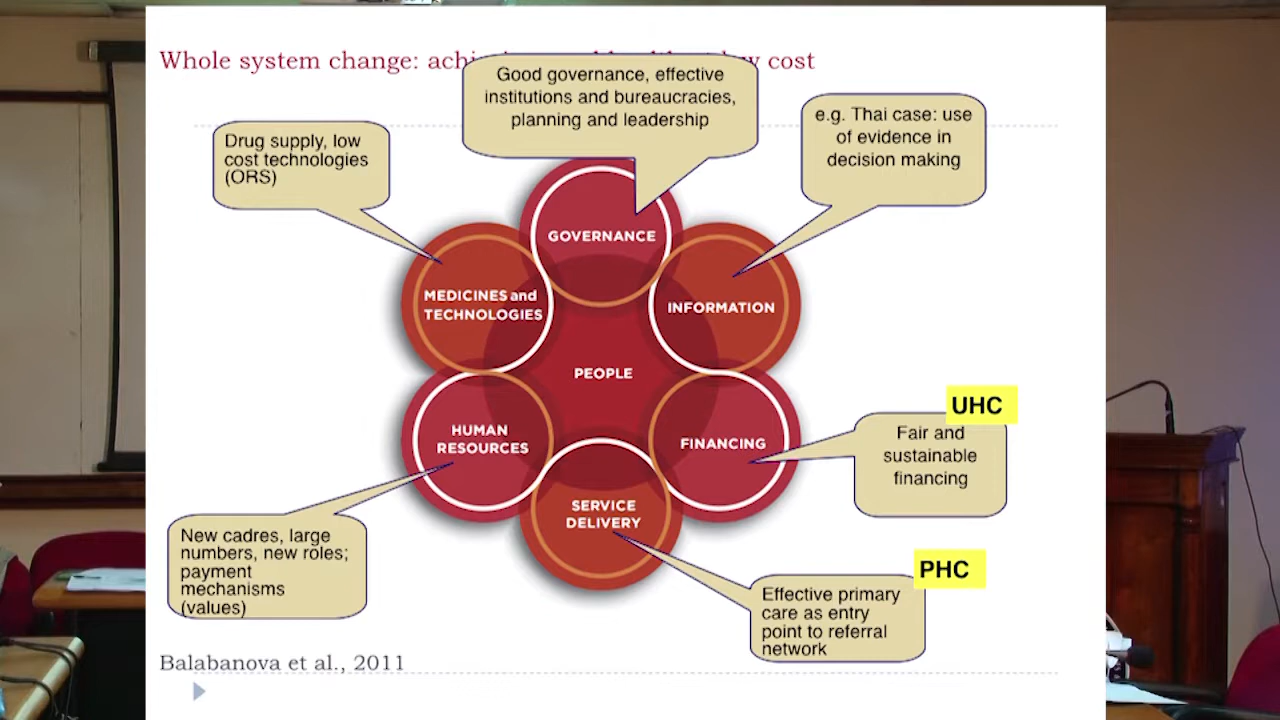 Whole system change: cost
Good governance, effective
institutions and bureaucracies,
planning and leadership
e.g. Thai case: use
of evidence in
decision making
Drug supply, low
cost technologies
(ORS)
GOVERNANCE
MEDICINES and
TECHNOLOGIES
INFORMATION
PEOPLE
HUMAN
RESOURCES
FINANCING
UHC
Fair and
sustainable
financing
SERVICE
DELIVERY
New cadres, large
numbers, new roles;
payment
mechanisms
(values)
PHC
Effective primary
care as entry
point to referral
network
Balabanova et al., 2011